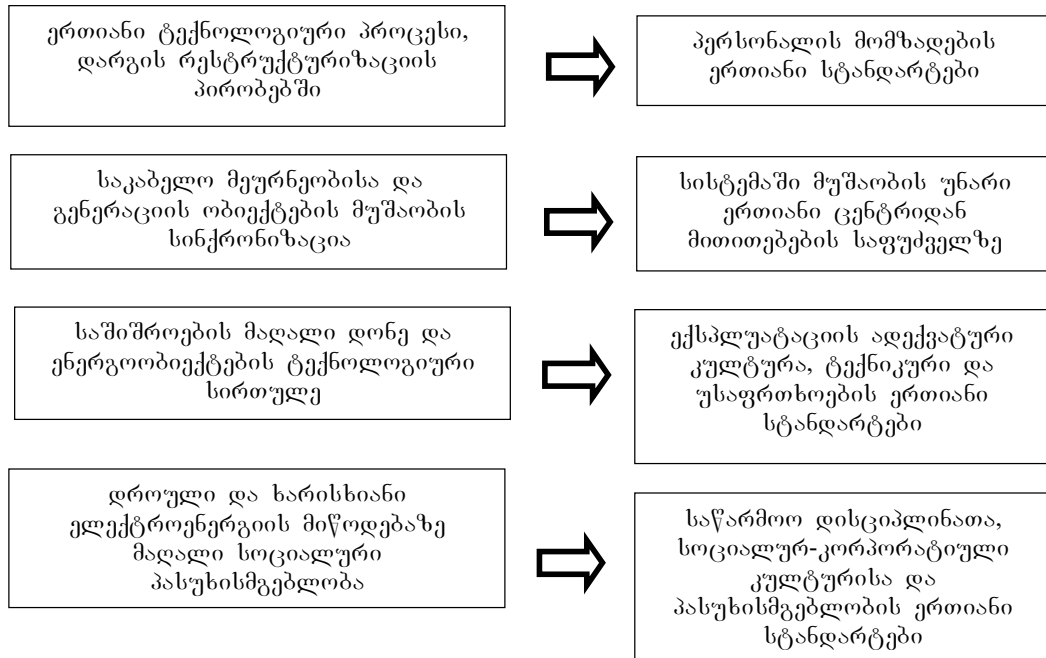 ერთიანი ტექნოლოგიური პროცესი,
დარგის რესტრუქტურიზაციის
პირობებში
პერსონალის მომზადების
ერთიანი სტანდარტები
საკაბელო მეურნეობისა და
გენერაციის ობიექტების მუშაობის
სინქრონიზაცია
სისტემაში მუშაობის უნარი
ერთიანი ცენტრიდან
მითითებების საფუძველზე
საშიშროების მაღალი დონე და
ენერგოობიექტების ტექნოლოგიური
სირთულე
ექსპლუატაციის ადექვატური
კულტურა, ტექნიკური და
უსაფრთხოების ერთიანი
სტანდარტები
დროული და ხარისხიანი
ელექტროენერგიის მიწოდებაზე
მაღალი სოციალური
პასუხისმგებლობა
საწარმოო დისციპლინათა,
სოციალურ-კორპორატიული
კულტურისა და
პასუხისმგებლობის ერთიანი
სტანდარტები